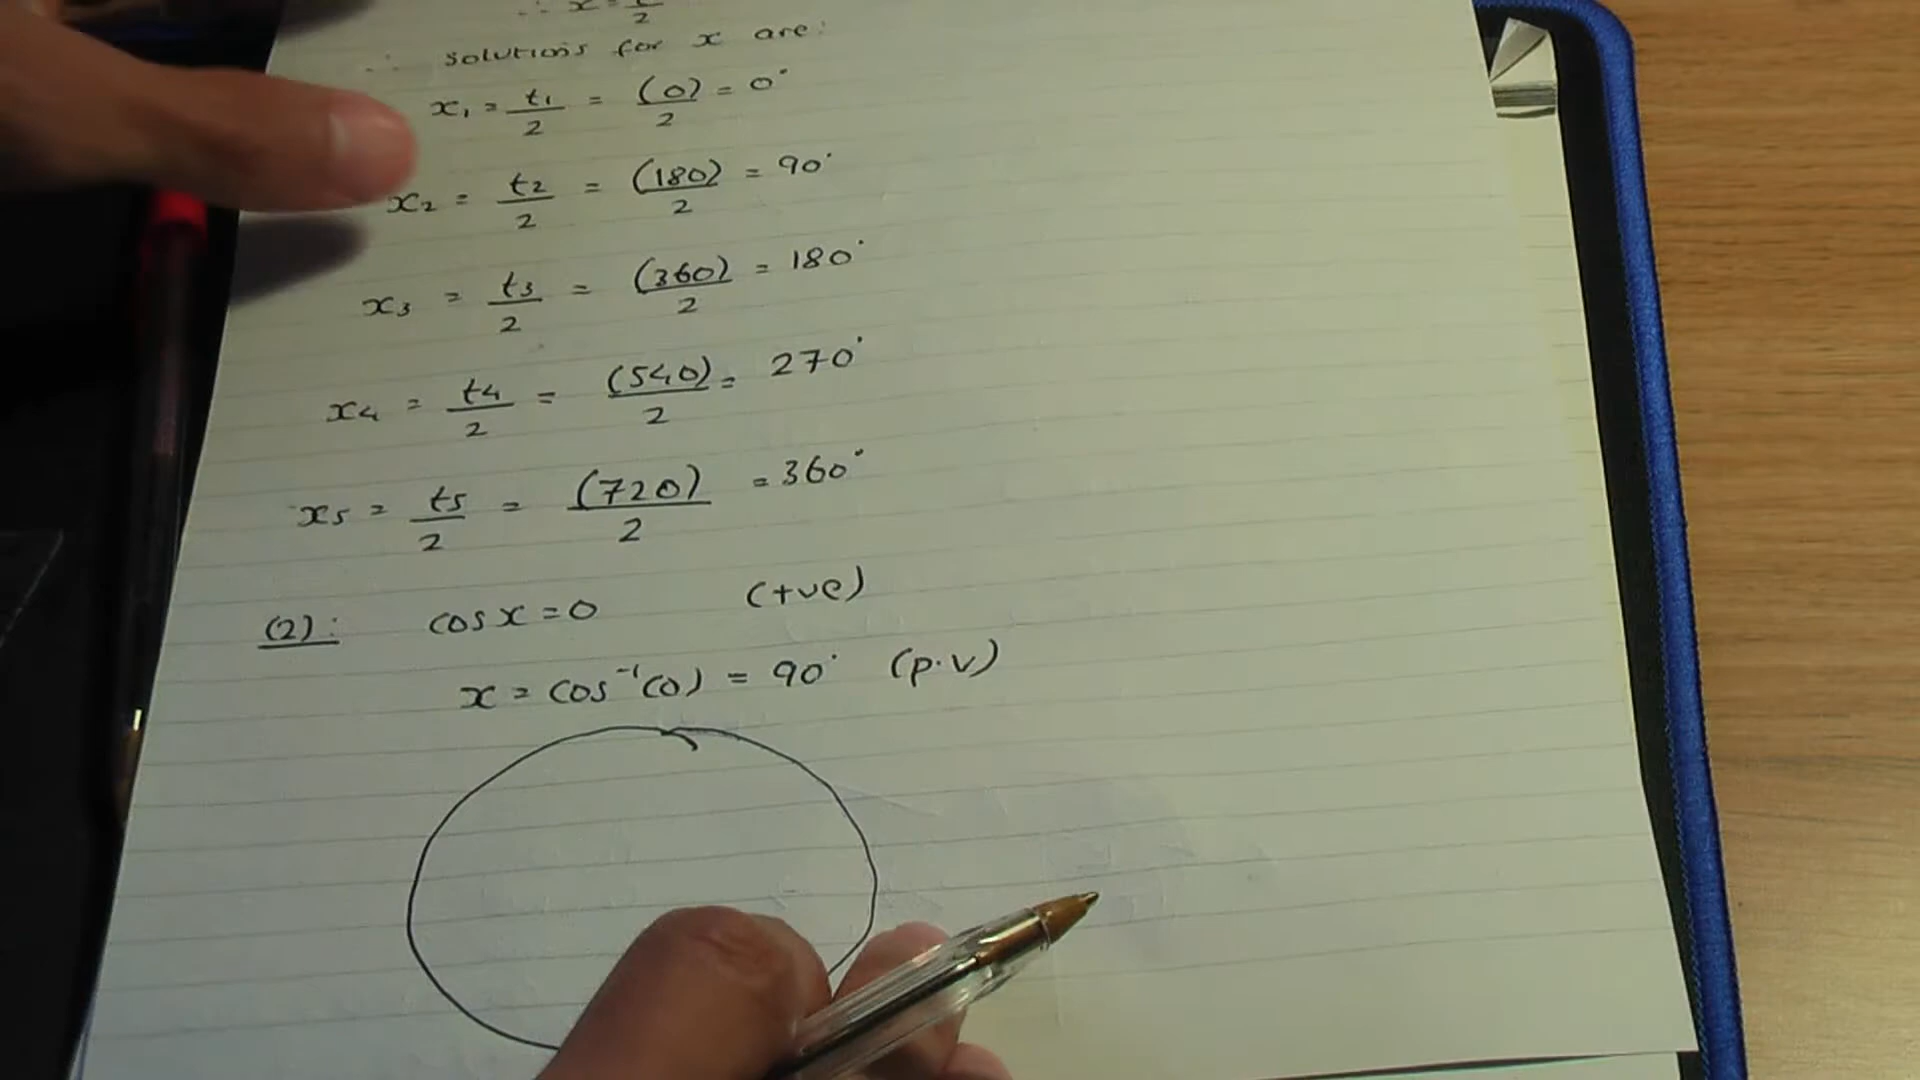 ∴ x = t/2
∴ solutions for x are:
x₁ = t₁/2 = (0)/2 = 0°
x₂ = t₂/2 = (180)/2 = 90°
x₃ = t₃/2 = (360)/2 = 180°
x₄ = t₄/2 = (540)/2 = 270°
x₅ = t₅/2 = (720)/2 = 360°
(2): cos x = 0 (+ve)
x = cos⁻¹(0) = 90° (p.v)